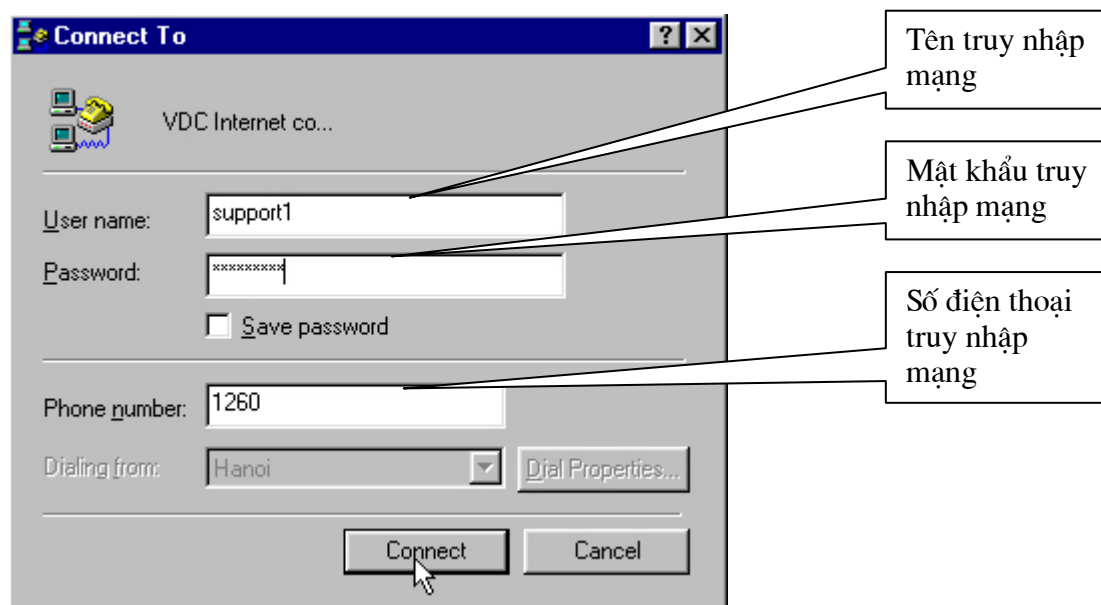 Connect To
VDC Internet co...
User name:
support1
Password:
*********
Save password
Phone number:
1260
Dialing from:
Hanoi
Dial Properties...
Connect
Cancel
Tên truy nhập
mạng
Mật khẩu truy
nhập mạng
Số điện thoại
truy nhập
mạng